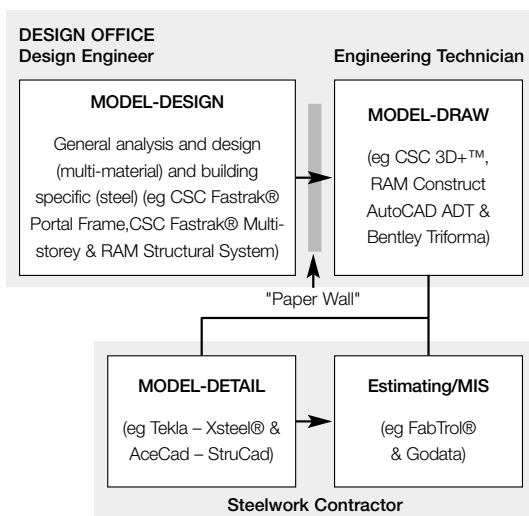 DESIGN OFFICE
Design Engineer
Engineering Technician
MODEL-DESIGN
General analysis and design
(multi-material) and building
specific (steel) (eg CSC Fastrak®
Portal Frame,CSC Fastrak® Multi-
storey & RAM Structural System)
MODEL-DRAW
(eg CSC 3D+™,
RAM Construct
AutoCAD ADT &
Bentley Triforma)
"Paper Wall"
MODEL-DETAIL
(eg Tekla – Xsteel® &
AceCad – StruCad)
Estimating/MIS
(eg FabTrol®
& Godata)
Steelwork Contractor